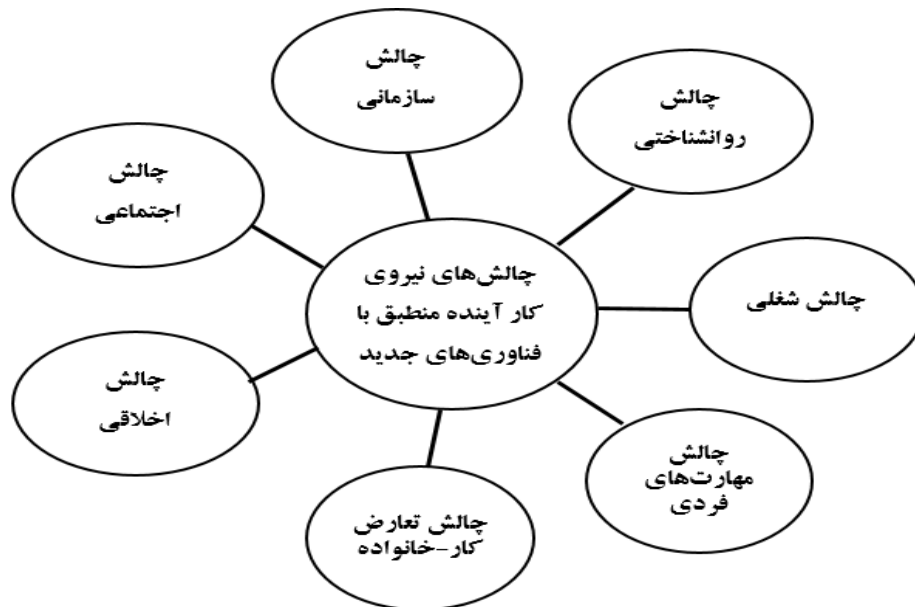 چالش
سازمانی
چالش
روانشناختی
چالش
اجتماعی
چالش‌های نیروی
کار آینده منطبق با
فناوری‌های جدید
چالش شغلی
چالش
اخلاقی
چالش
مهارت‌های
فردی
چالش تعارض
کار-خانواده